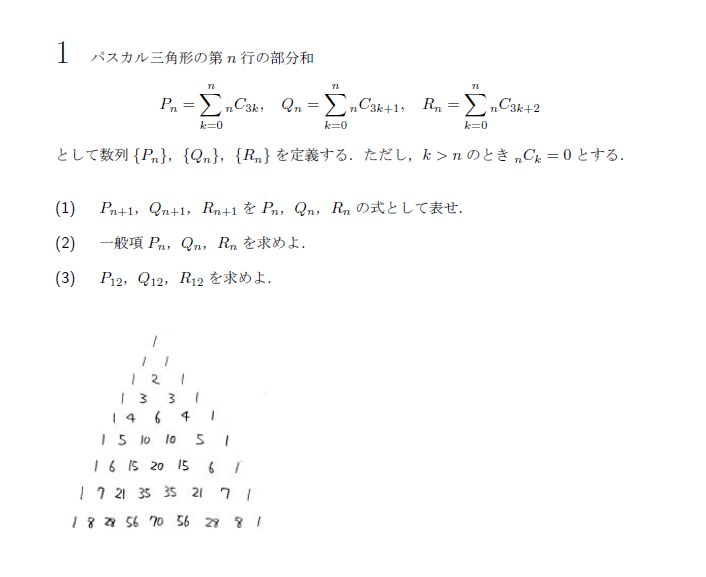 1 パスカル三角形の第 n 行の部分和
P_n = \sum_{k=0}^{n} {}_nC_{3k}, Q_n = \sum_{k=0}^{n} {}_nC_{3k+1}, R_n = \sum_{k=0}^{n} {}_nC_{3k+2}
として数列 {P_n}, {Q_n}, {R_n} を定義する. ただし, k > n のとき {}_nC_k = 0 とする.
(1) P_{n+1}, Q_{n+1}, R_{n+1} を P_n, Q_n, R_n の式として表せ.
(2) 一般項 P_n, Q_n, R_n を求めよ.
(3) P_{12}, Q_{12}, R_{12} を求めよ.
1
1 1
1 2 1
1 3 3 1
1 4 6 4 1
1 5 10 10 5 1
1 6 15 20 15 6 1
1 7 21 35 35 21 7 1
1 8 28 56 70 56 28 8 1